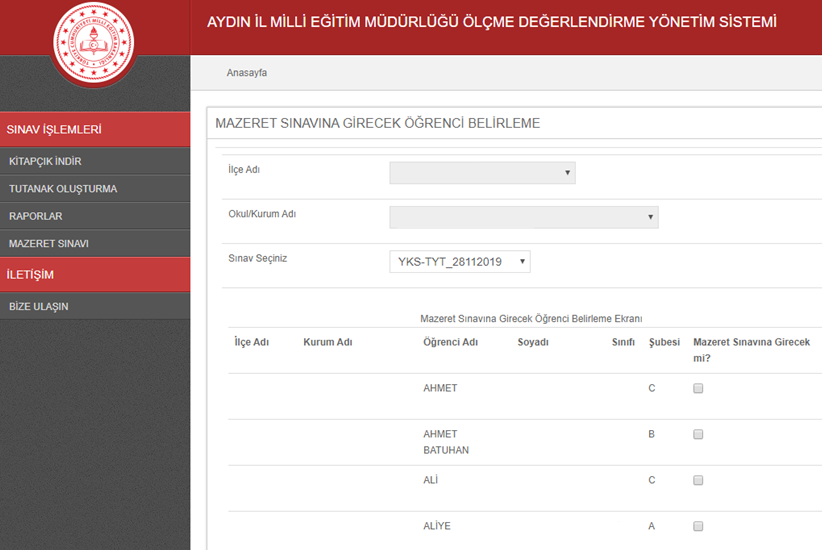 AYDIN İL MİLLİ EĞİTİM MÜDÜRLÜĞÜ ÖLÇME DEĞERLENDİRME YÖNETİM SİSTEMİ
Anasayfa
SINAV İŞLEMLERİ
KİTAPÇIK İNDİR
TUTANAK OLUŞTURMA
RAPORLAR
MAZERET SINAVI
İLETİŞİM
BİZE ULAŞIN
MAZERET SINAVINA GİRECEK ÖĞRENCİ BELİRLEME
İlçe Adı
Okul/Kurum Adı
Sınav Seçiniz YKS-TYT_28112019
Mazeret Sınavına Girecek Öğrenci Belirleme Ekranı
İlçe Adı Kurum Adı Öğrenci Adı Soyadı Sınıfı Şubesi Mazeret Sınavına Girecek
mi?
AHMET C
AHMET B
BATUHAN
ALİ C
ALİYE A